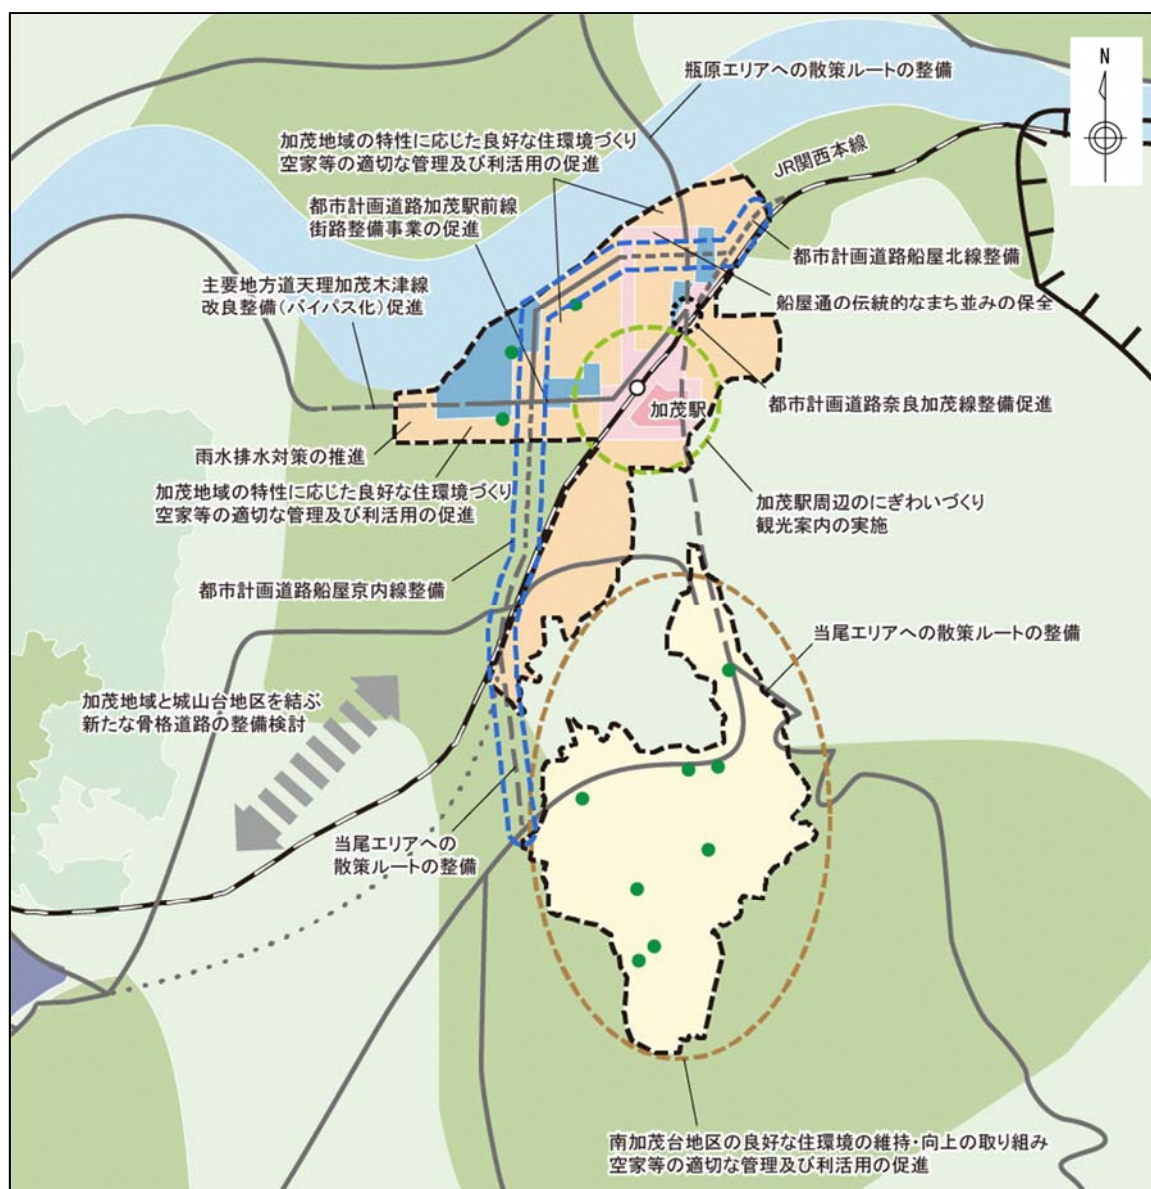 N
瓶原エリアへの散策ルートの整備
加茂地域の特性に応じた良好な住環境づくり
空家等の適切な管理及び利活用の促進
JR関西本線
都市計画道路加茂駅前線
街路整備事業の促進
都市計画道路船屋北線整備
主要地方道天理加茂木津線
改良整備(バイパス化)促進
船屋通の伝統的なまち並みの保全
加茂駅
都市計画道路奈良加茂線整備促進
雨水排水対策の推進
加茂地域の特性に応じた良好な住環境づくり
空家等の適切な管理及び利活用の促進
加茂駅周辺のにぎわいづくり
観光案内の実施
都市計画道路船屋京内線整備
当尾エリアへの散策ルートの整備
加茂地域と城山台地区を結ぶ
新たな骨格道路の整備検討
当尾エリアへの
散策ルートの整備
南加茂台地区の良好な住環境の維持・向上の取り組み
空家等の適切な管理及び利活用の促進